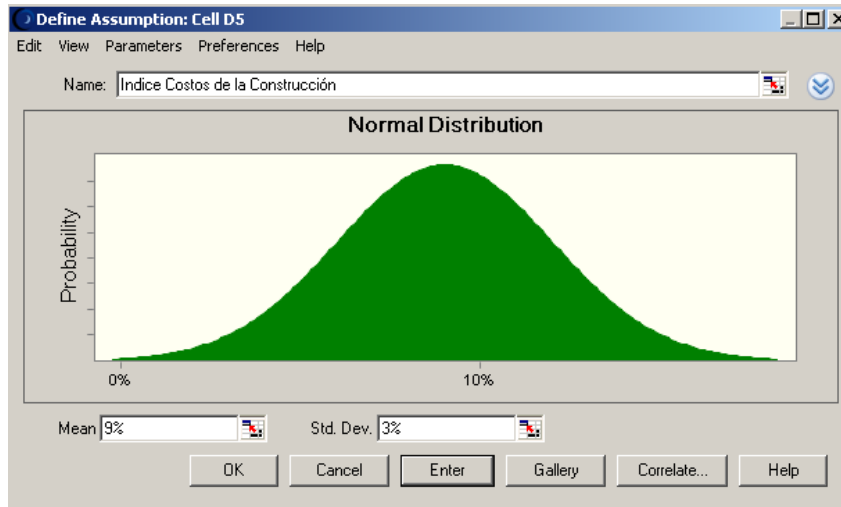 Define Assumption: Cell D5
Edit View Parameters Preferences Help
Name: Indice Costos de la Construcción
Normal Distribution
Probability
0% 10%
Mean 9% Std. Dev. 3%
OK Cancel Enter Gallery Correlate... Help